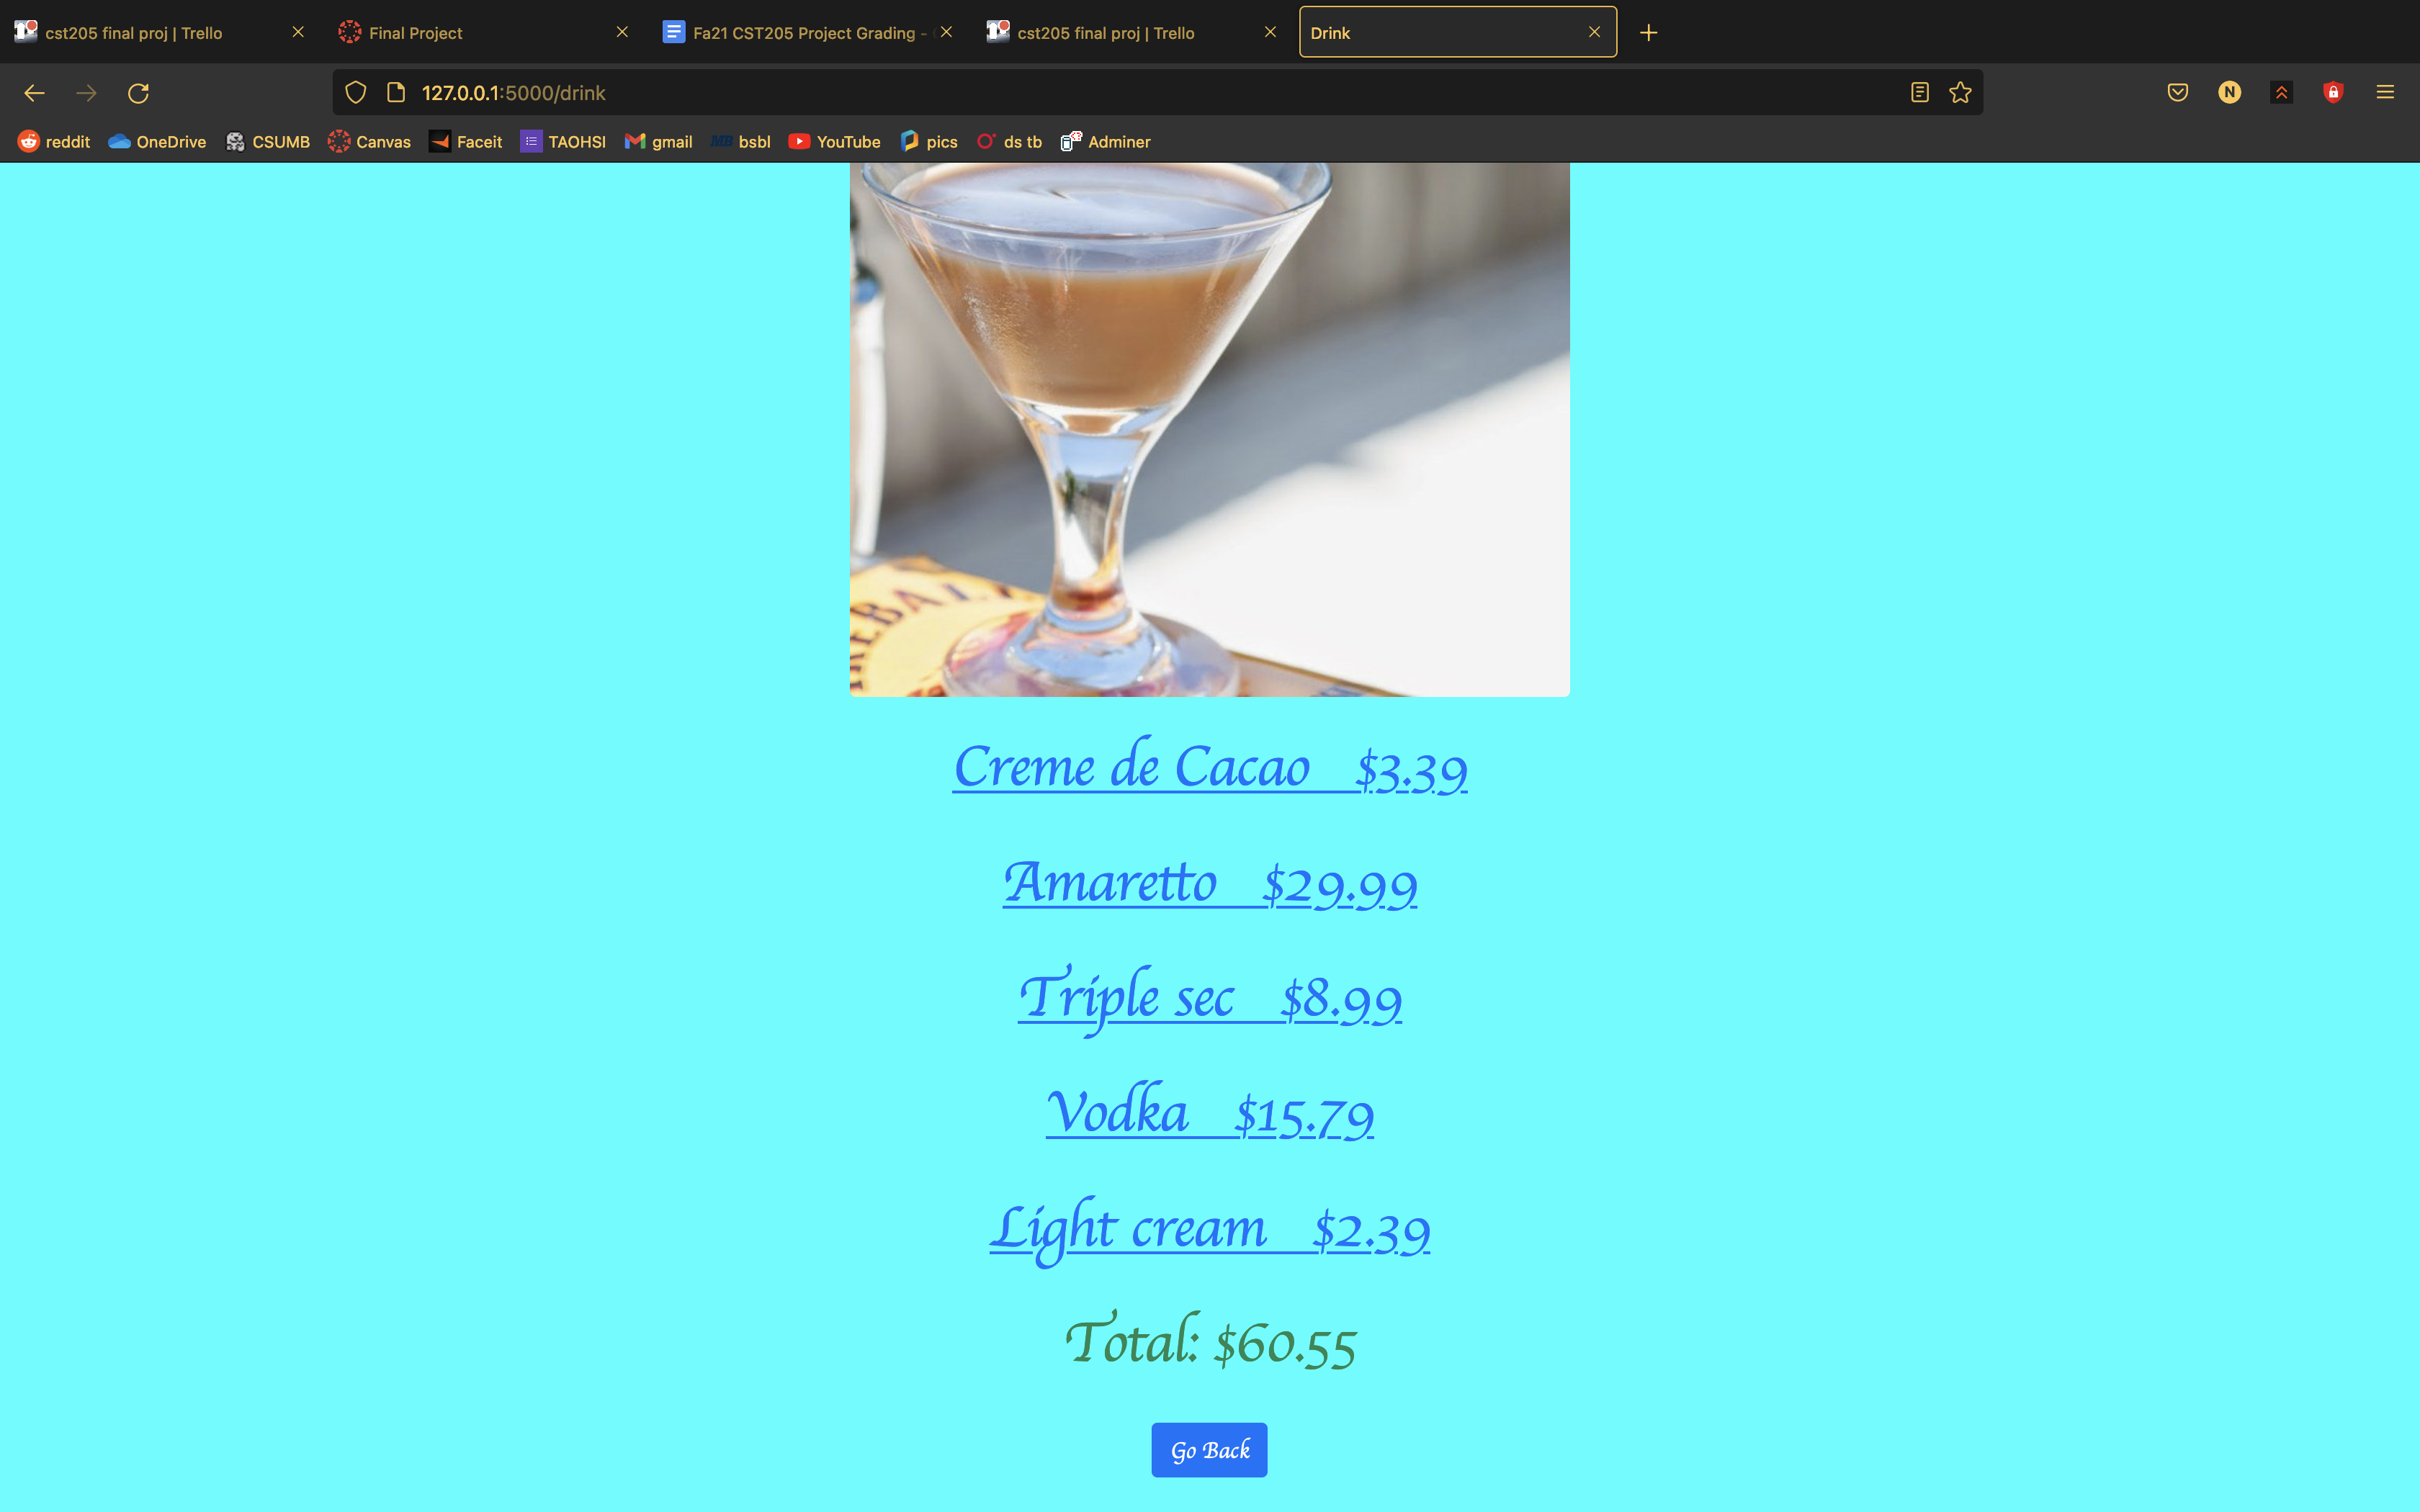 cst205 final proj | Trello
Final Project
Fa21 CST205 Project Grading -
cst205 final proj | Trello
Drink
127.0.0.1:5000/drink
N
reddit
OneDrive
CSUMB
Canvas
Faceit
TAOHSI
gmail
MB
bsbl
YouTube
pics
ds tb
Adminer
Creme de Cacao $3.39
Amaretto $29.99
Triple sec $8.99
Vodka $15.79
Light cream $2.39
Total: $60.55
Go Back